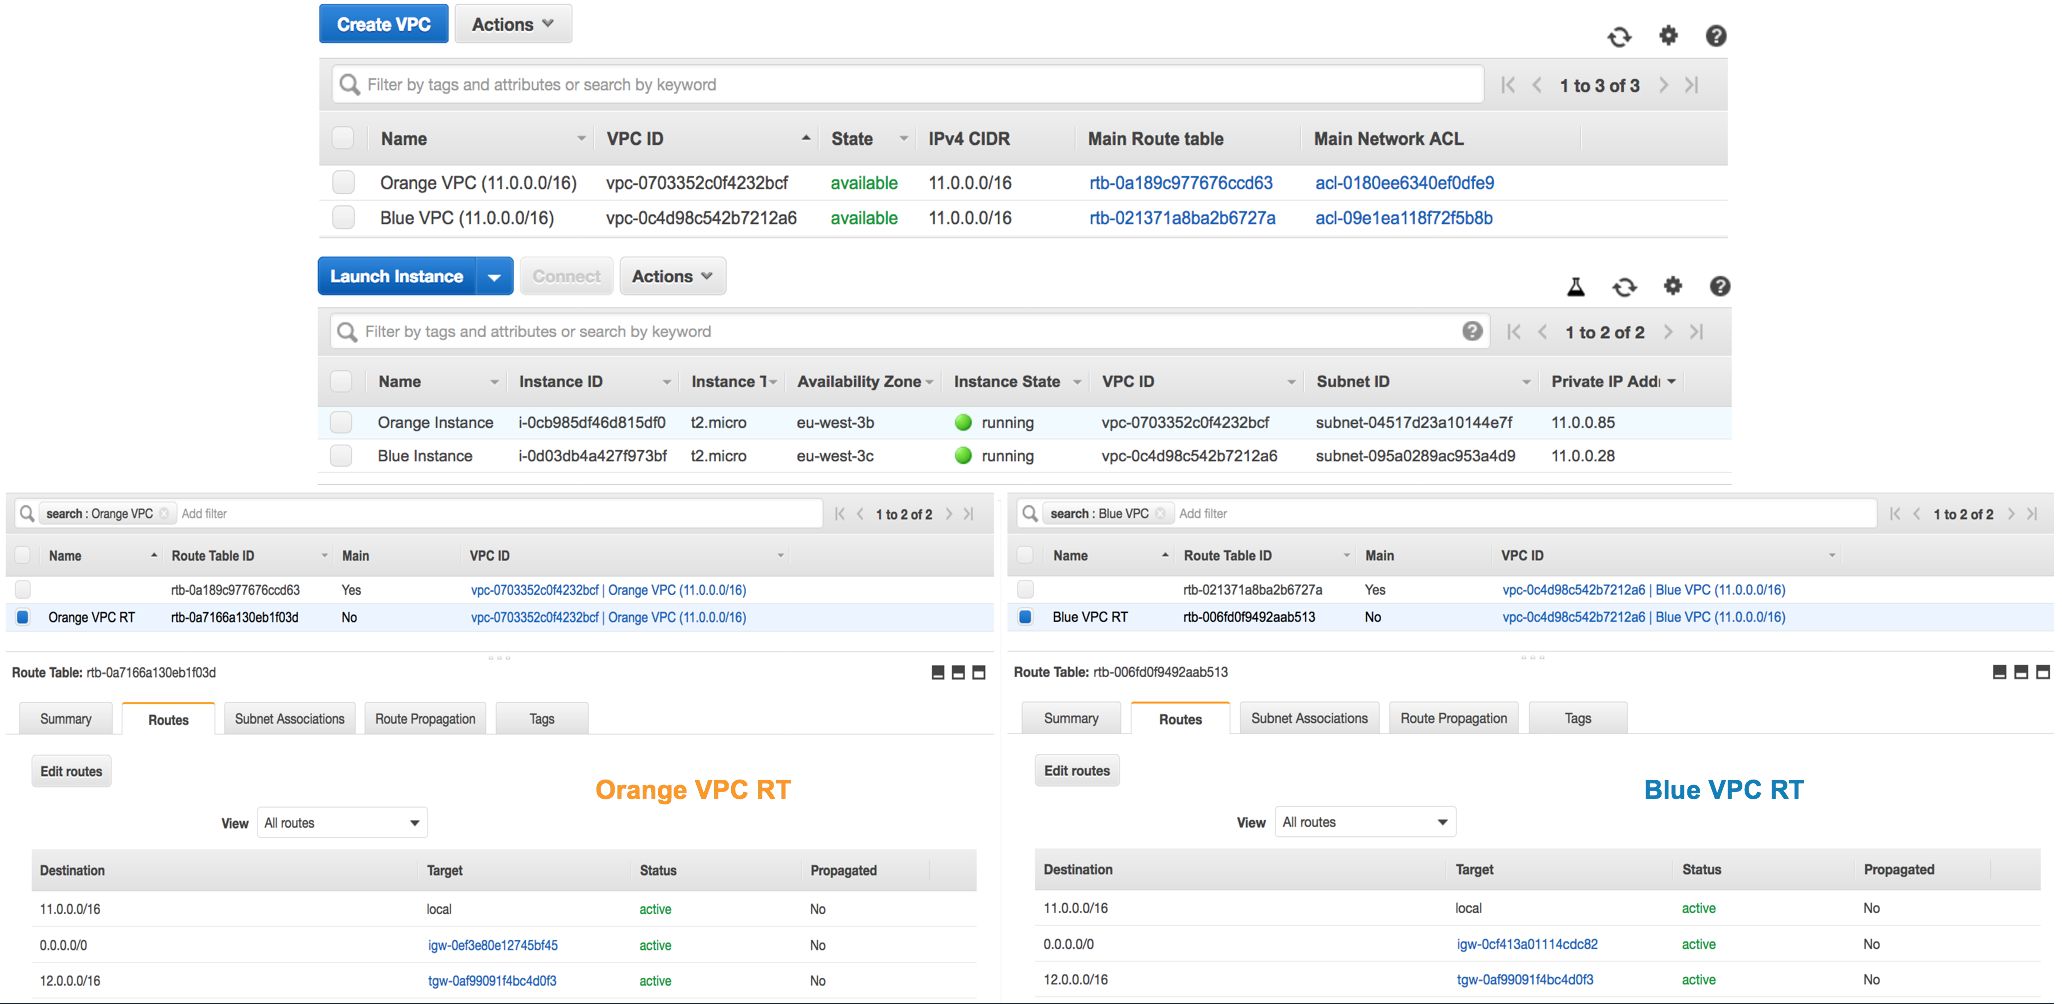 Create VPC Actions
Filter by tags and attributes or search by keyword 1 to 3 of 3
Name VPC ID State IPv4 CIDR Main Route table Main Network ACL
Orange VPC (11.0.0.0/16) vpc-0703352c0f4232bcf available 11.0.0.0/16 rtb-0a189c977676ccd63 acl-0180ee6340ef0dfe9
Blue VPC (11.0.0.0/16) vpc-0c4d98c542b7212a6 available 11.0.0.0/16 rtb-021371a8ba2b6727a acl-09e1ea118f72f5b8b
Launch Instance Connect Actions
Filter by tags and attributes or search by keyword 1 to 2 of 2
Name Instance ID Instance T Availability Zone Instance State VPC ID Subnet ID Private IP Addr
Orange Instance i-0cb985df46d815df0 t2.micro eu-west-3b running vpc-0703352c0f4232bcf subnet-04517d23a10144e7f 11.0.0.85
Blue Instance i-0d03db4a427f973bf t2.micro eu-west-3c running vpc-0c4d98c542b7212a6 subnet-095a0289ac953a4d9 11.0.0.28
search : Orange VPC Add filter 1 to 2 of 2
Name Route Table ID Main VPC ID
rtb-0a189c977676ccd63 Yes vpc-0703352c0f4232bcf | Orange VPC (11.0.0.0/16)
Orange VPC RT rtb-0a7166a130eb1f03d No vpc-0703352c0f4232bcf | Orange VPC (11.0.0.0/16)
Route Table: rtb-0a7166a130eb1f03d
Summary Routes Subnet Associations Route Propagation Tags
Edit routes
Orange VPC RT
View All routes
Destination Target Status Propagated
11.0.0.0/16 local active No
0.0.0.0/0 igw-0ef3e80e12745bf45 active No
12.0.0.0/16 tgw-0af99091f4bc4d0f3 active No
search : Blue VPC Add filter 1 to 2 of 2
Name Route Table ID Main VPC ID
rtb-021371a8ba2b6727a Yes vpc-0c4d98c542b7212a6 | Blue VPC (11.0.0.0/16)
Blue VPC RT rtb-006fd0f9492aab513 No vpc-0c4d98c542b7212a6 | Blue VPC (11.0.0.0/16)
Route Table: rtb-006fd0f9492aab513
Summary Routes Subnet Associations Route Propagation Tags
Edit routes
Blue VPC RT
View All routes
Destination Target Status Propagated
11.0.0.0/16 local active No
0.0.0.0/0 igw-0cf413a01114cdc82 active No
12.0.0.0/16 tgw-0af99091f4bc4d0f3 active No